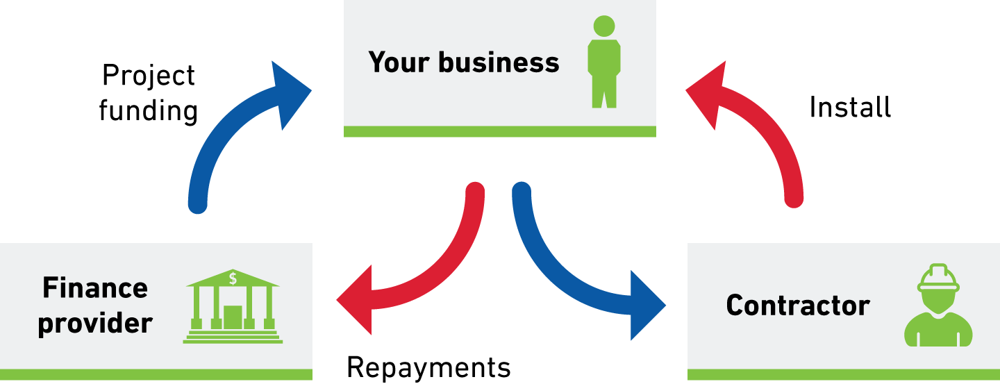 Your business
Project
funding
Install
$
Finance
provider
Contractor
Repayments